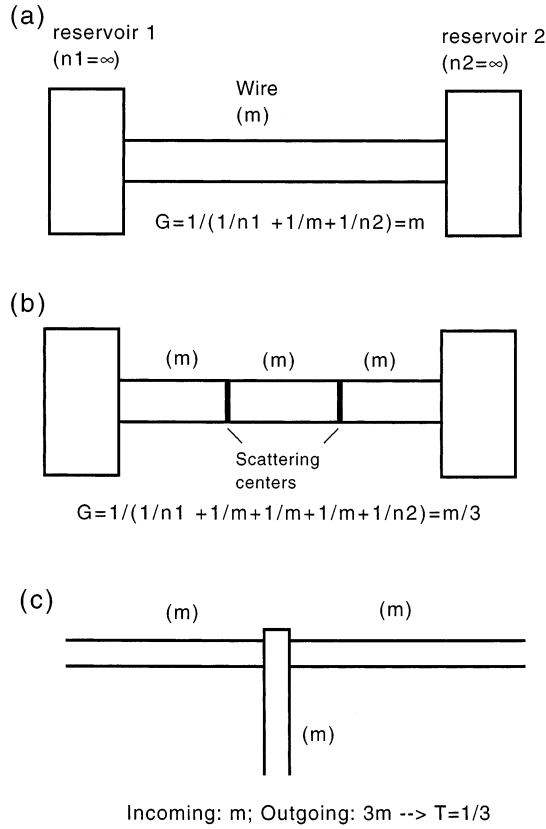 (a)
reservoir 1
(n1=∞)
reservoir 2
(n2=∞)
Wire
(m)
G=1/(1/n1 +1/m+1/n2)=m
(b)
(m)
(m)
(m)
Scattering
centers
G=1/(1/n1 +1/m+1/m+1/m+1/n2)=m/3
(c)
(m)
(m)
(m)
Incoming: m; Outgoing: 3m --> T=1/3